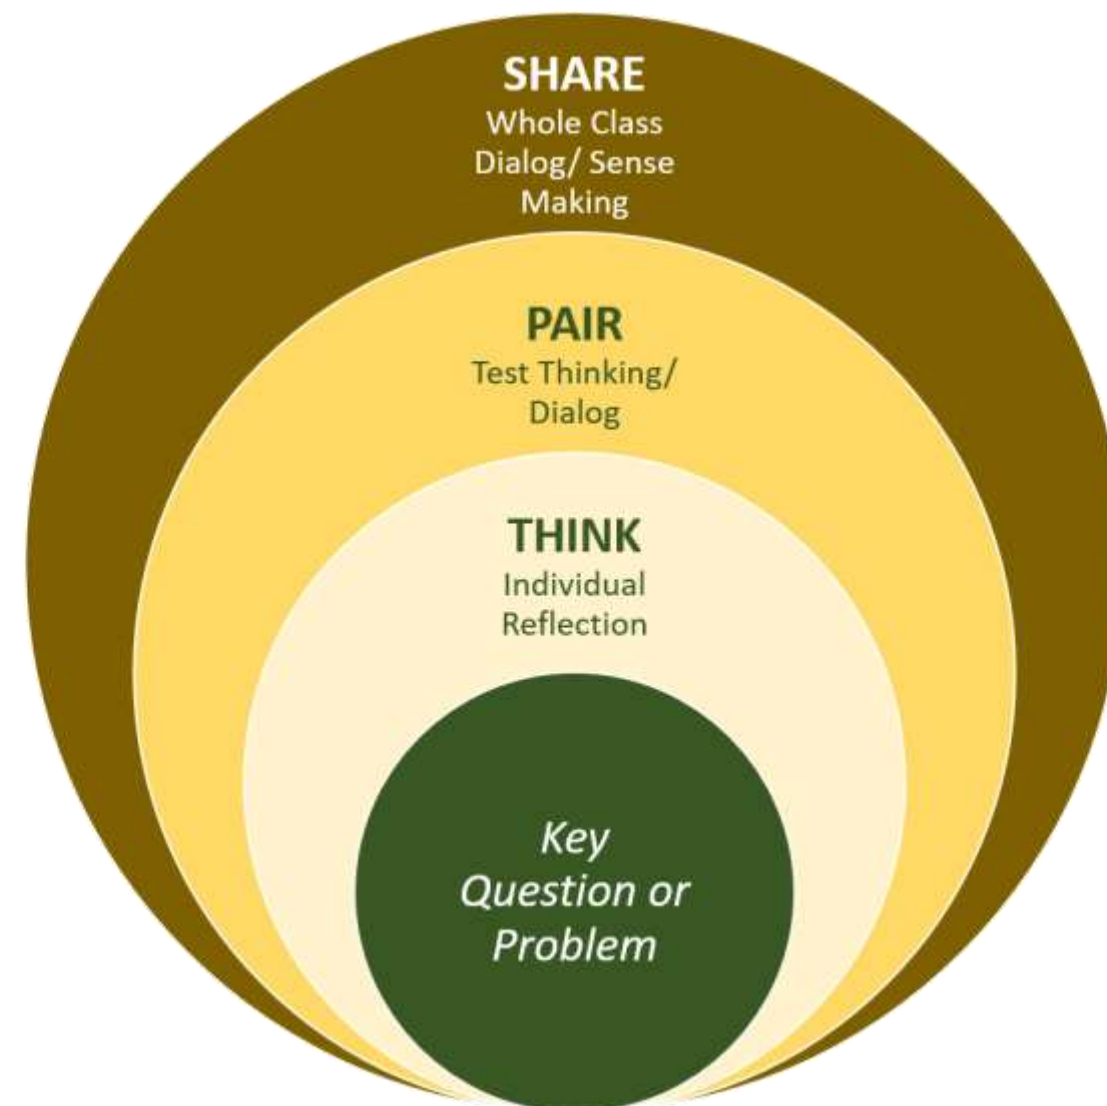 SHARE
Whole Class
Dialog/ Sense
Making
PAIR
Test Thinking/
Dialog
THINK
Individual
Reflection
Key
Question or
Problem